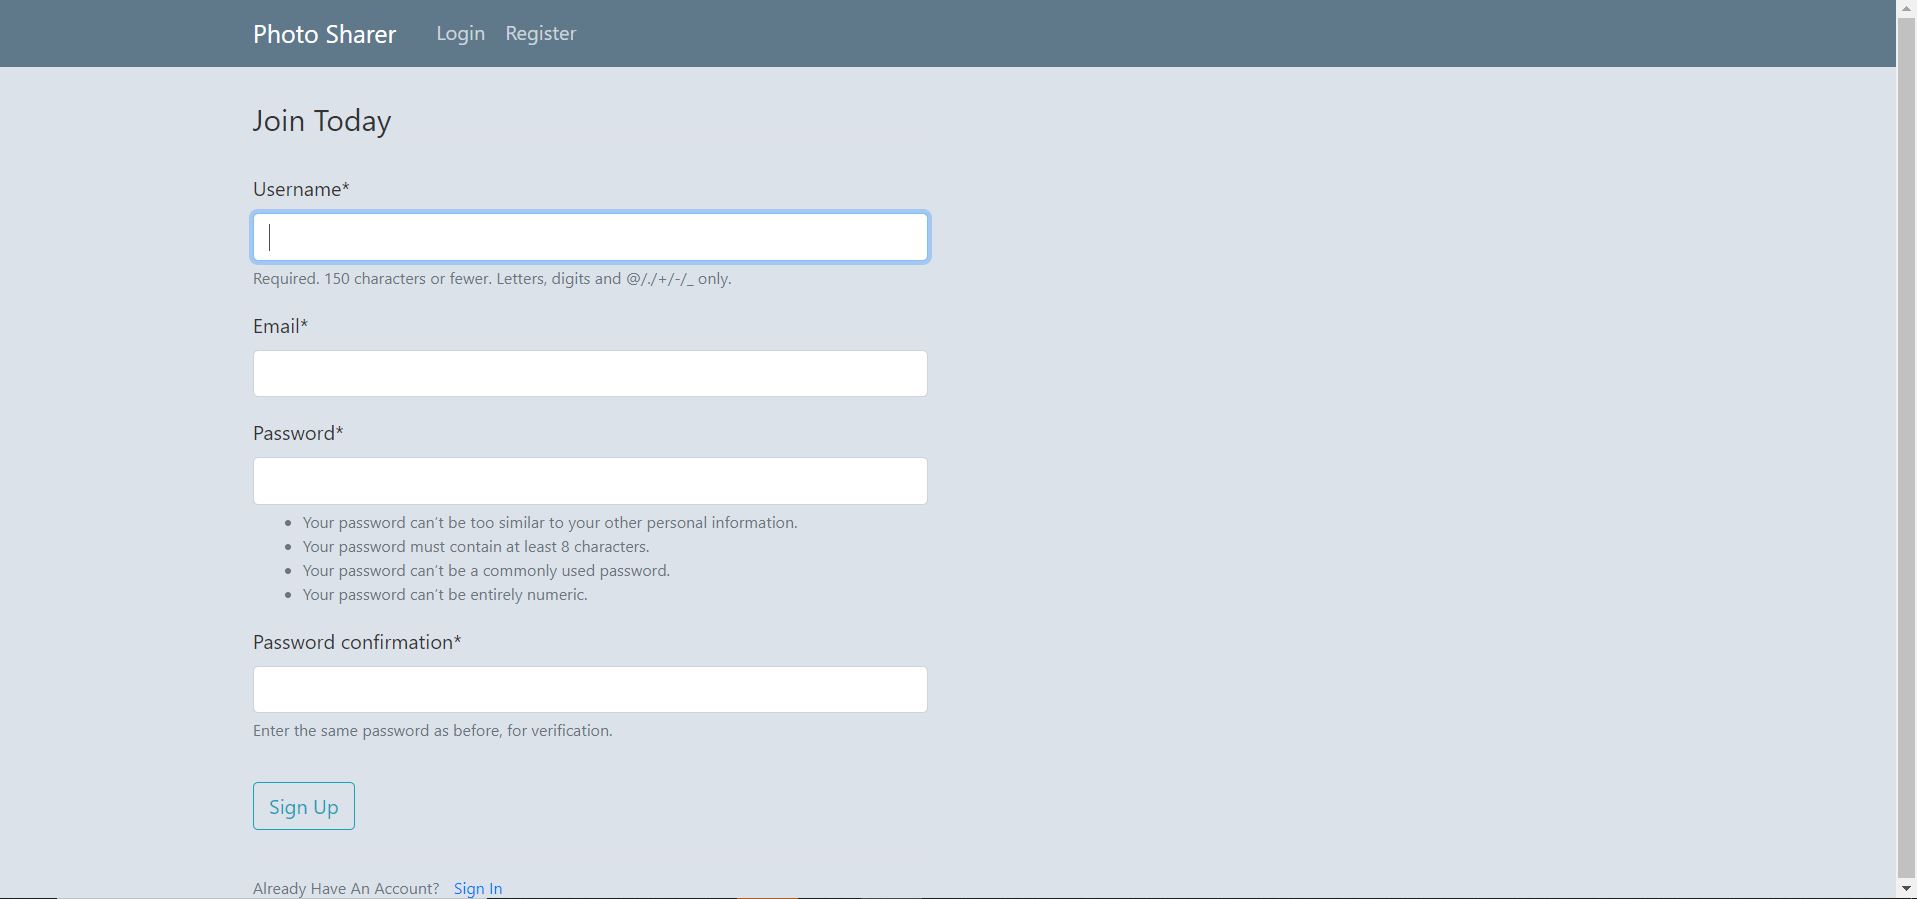 Photo Sharer Login Register
Join Today
Username*
Required. 150 characters or fewer. Letters, digits and @/./+/-/_ only.
Email*
Password*
Your password can't be too similar to your other personal information.
Your password must contain at least 8 characters.
Your password can't be a commonly used password.
Your password can't be entirely numeric.
Password confirmation*
Enter the same password as before, for verification.
Sign Up
Already Have An Account? Sign In